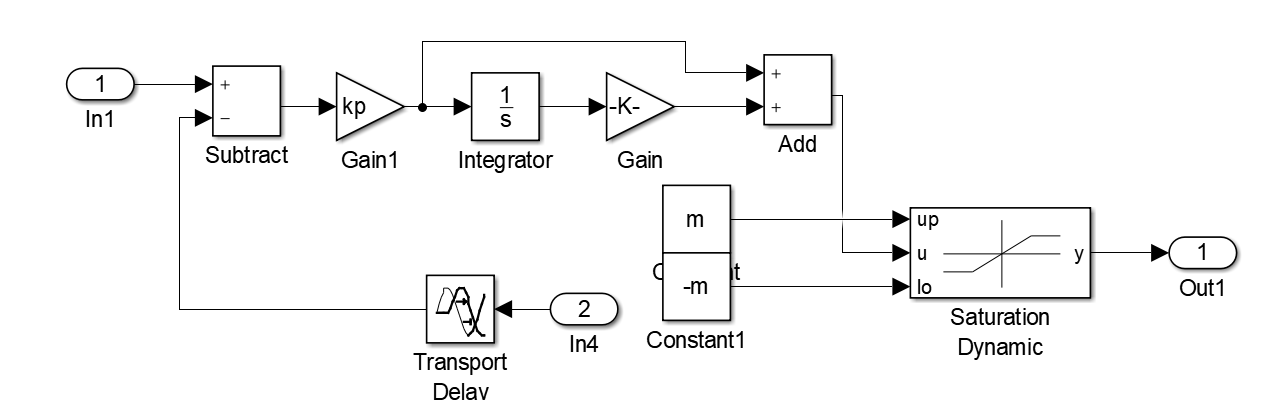 1
In1
+
−
Subtract
kp
Gain1
1
s
Integrator
-K-
Gain
+
+
Add
m
-m
Constant1
up
u
lo
y
Saturation
Dynamic
1
Out1
2
In4
Transport
Delay